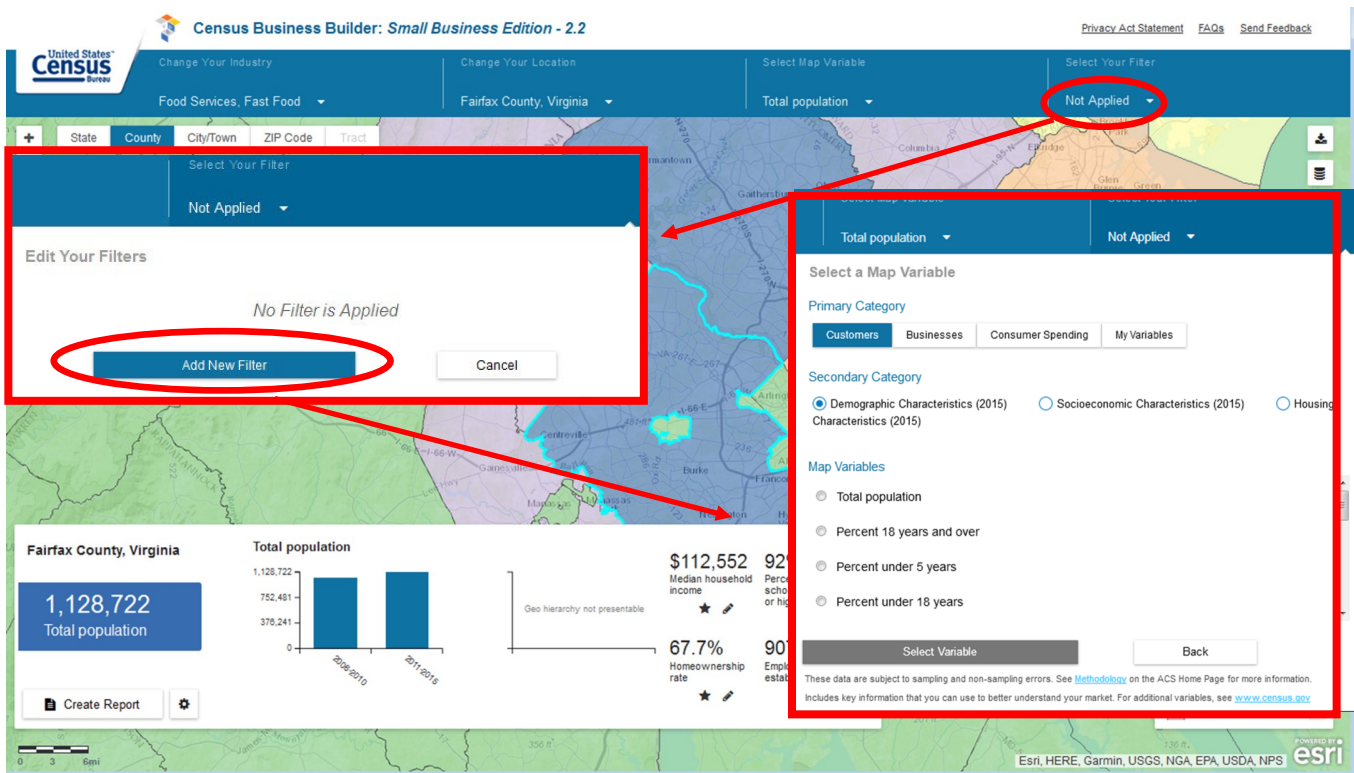 Census Business Builder: Small Business Edition - 2.2
Privacy Act Statement FAQs Send Feedback
United States™
Census
Bureau
Change Your Industry
Food Services, Fast Food
Change Your Location
Fairfax County, Virginia
Select Map Variable
Total population
Select Your Filter
Not Applied
+ State County City/Town ZIP Code Tract
Select Your Filter
Not Applied
Edit Your Filters
No Filter is Applied
Add New Filter Cancel
Columbia
Glen
Total population
Not Applied
Select a Map Variable
Primary Category
Customers Businesses Consumer Spending My Variables
Secondary Category
Demographic Characteristics (2015) Socioeconomic Characteristics (2015) Housing
Characteristics (2015)
Map Variables
Total population
Percent 18 years and over
Percent under 5 years
Percent under 18 years
Select Variable Back
These data are subject to sampling and non-sampling errors. See Methodology on the ACS Home Page for more information.
Includes key information that you can use to better understand your market. For additional variables, see www.census.gov
Centreville
Burke
Fairfax County, Virginia
1,128,722
Total population
Create Report
Total population
1,128,722
752,481
376,241
0
2006-2010
2011-2015
Geo hierarchy not presentable
$112,552
Median household
income
67.7%
Homeownership
rate
0 3 6mi
Esri, HERE, Garmin, USGS, NGA, EPA, USDA, NPS
POWERED BY
esri